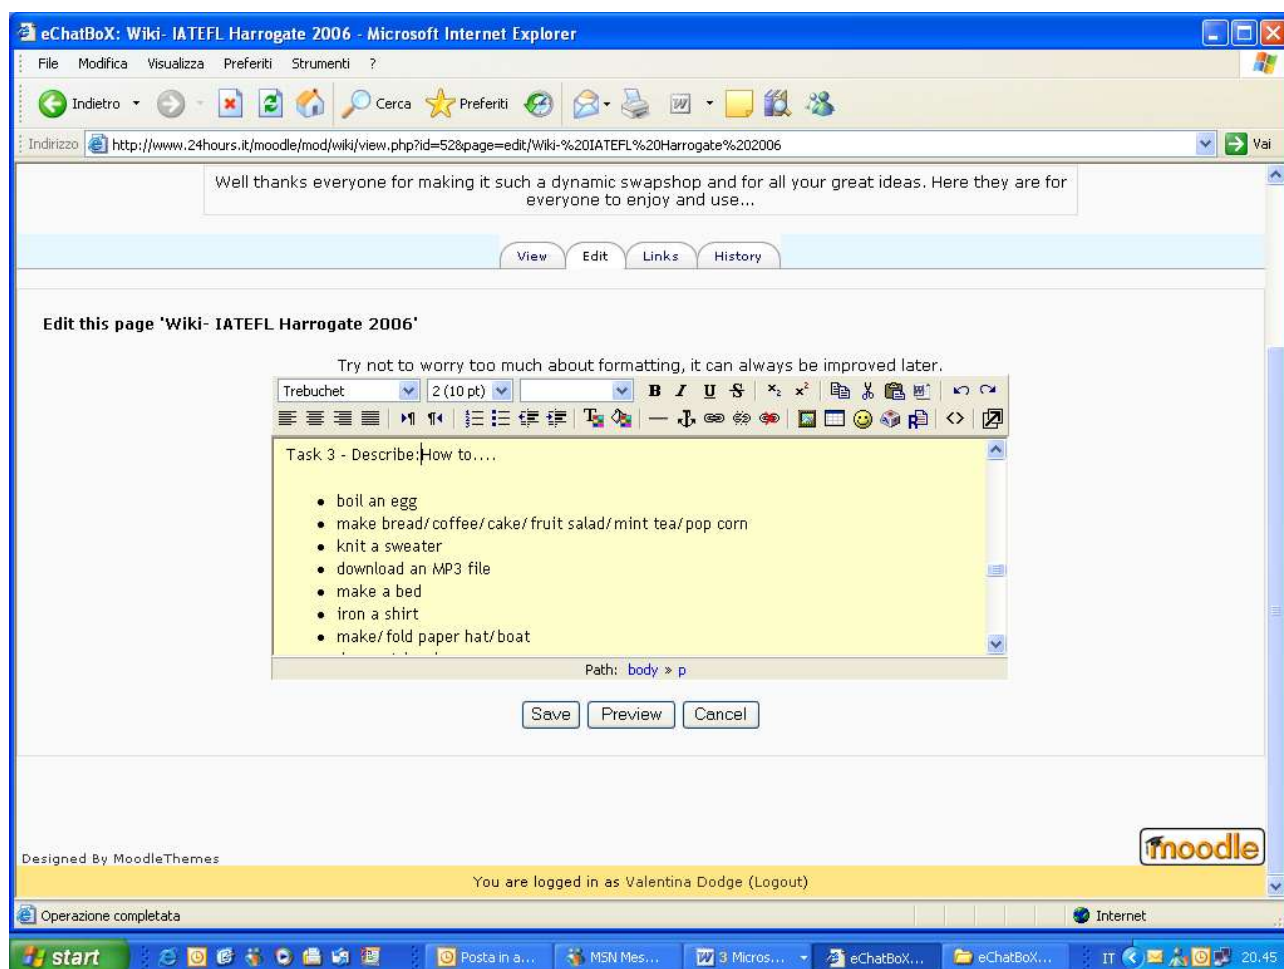 eChatBoX: Wiki- IATEFL Harrogate 2006 - Microsoft Internet Explorer
File Modifica Visualizza Preferiti Strumenti ?
Indietro Cerca Preferiti
Indirizzo http://www.24hours.it/moodle/mod/wiki/view.php?id=52&page=edit/Wiki-%20IATEFL%20Harrogate%202006 Vai
Well thanks everyone for making it such a dynamic swapshop and for all your great ideas. Here they are for
everyone to enjoy and use...
View Edit Links History
Edit this page 'Wiki- IATEFL Harrogate 2006'
Try not to worry too much about formatting, it can always be improved later.
Trebuchet 2 (10 pt) B I U S x₂ x²
Task 3 - Describe:How to....
• boil an egg
• make bread/coffee/cake/fruit salad/mint tea/pop corn
• knit a sweater
• download an MP3 file
• make a bed
• iron a shirt
• make/fold paper hat/boat
Path: body » p
Save Preview Cancel
moodle
Designed By MoodleThemes
You are logged in as Valentina Dodge (Logout)
Operazione completata Internet
start Posta in a... MSN Mes... 3 Micros... eChatBoX... eChatBoX... IT 20.45